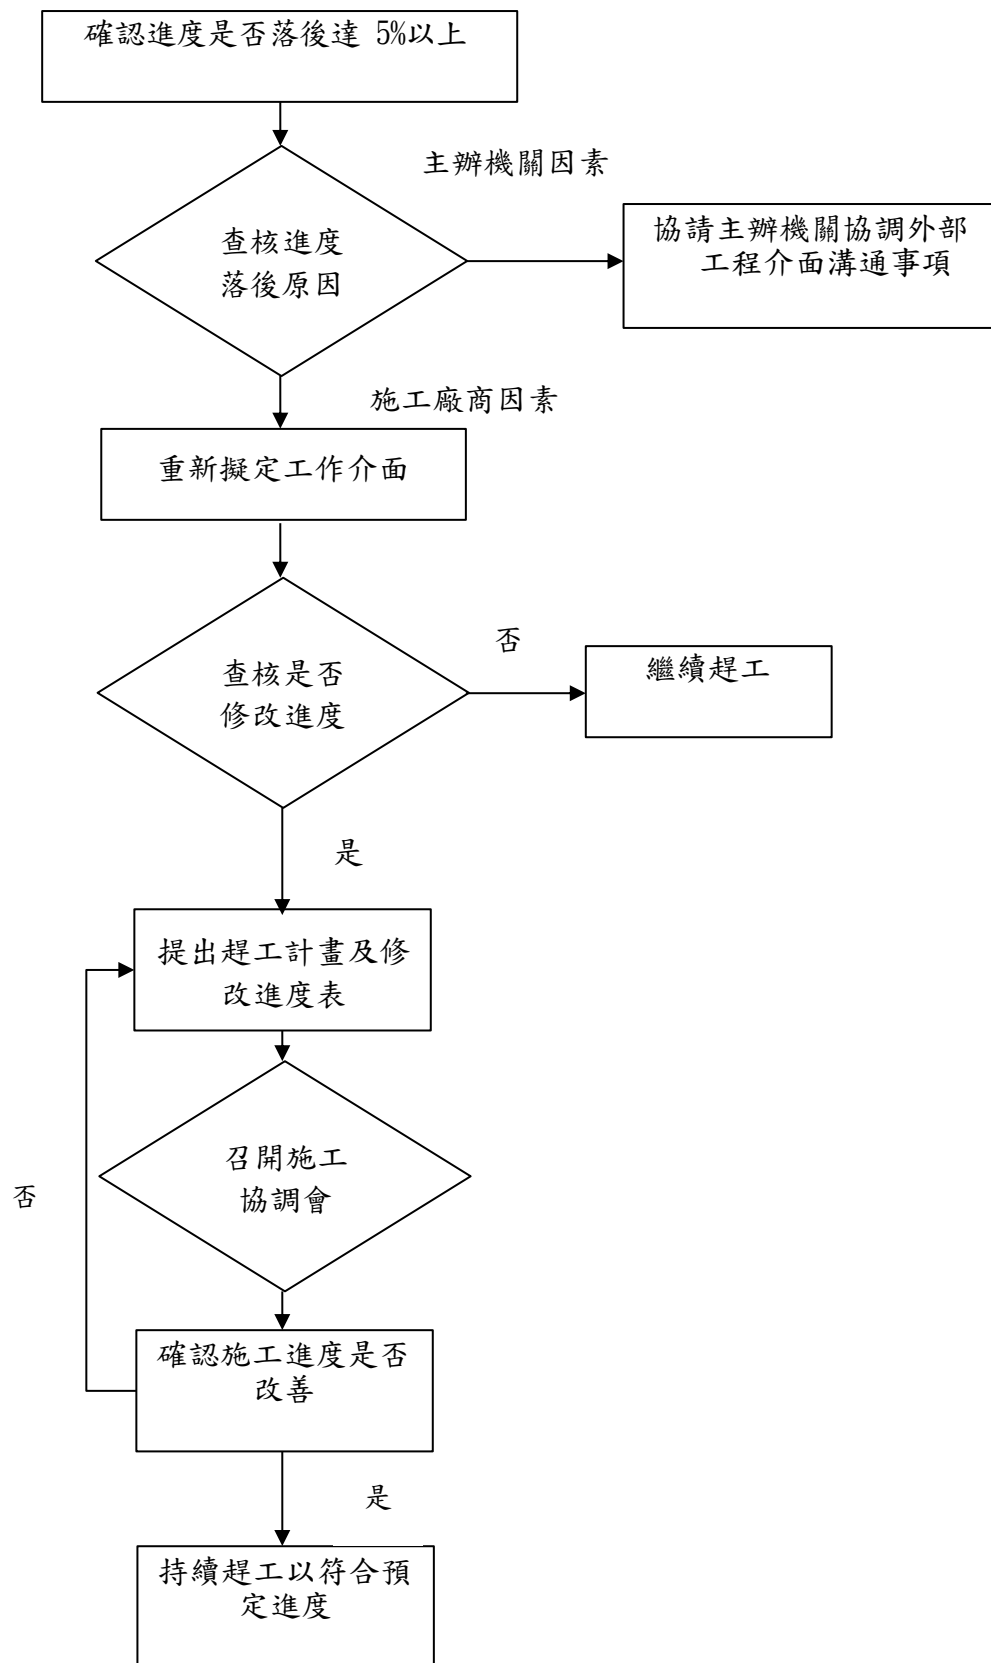 確認進度是否落後達 5%以上
主辦機關因素
查核進度
落後原因
協請主辦機關協調外部
工程介面溝通事項
施工廠商因素
重新擬定工作介面
查核是否
修改進度
否
繼續趕工
是
提出趕工計畫及修
改進度表
召開施工
協調會
否
確認施工進度是否
改善
是
持續趕工以符合預
定進度